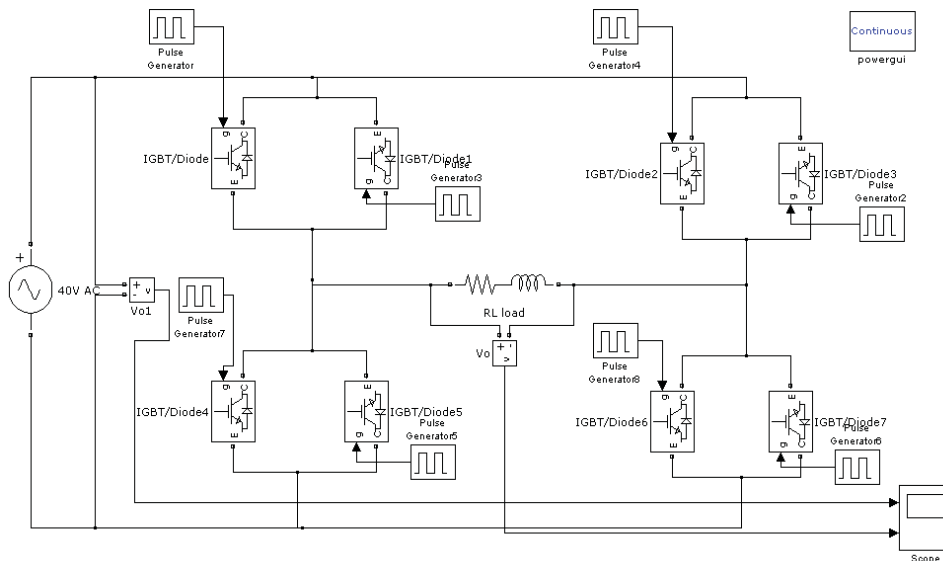 Pulse
Generator
Pulse
Generator4
Continuous
powergui
g
C
E
IGBT/Diode
E
g
C
IGBT/Diode1
Pulse
Generator3
g
C
E
IGBT/Diode2
E
g
C
IGBT/Diode3
Pulse
Generator2
+
40V AC
+
-
v
Vo1
Pulse
Generator7
RL load
+
-
v
Vo
Pulse
Generator8
g
C
E
IGBT/Diode4
E
g
C
IGBT/Diode5
Pulse
Generator5
g
C
E
IGBT/Diode6
E
g
C
IGBT/Diode7
Pulse
Generator6
Scope